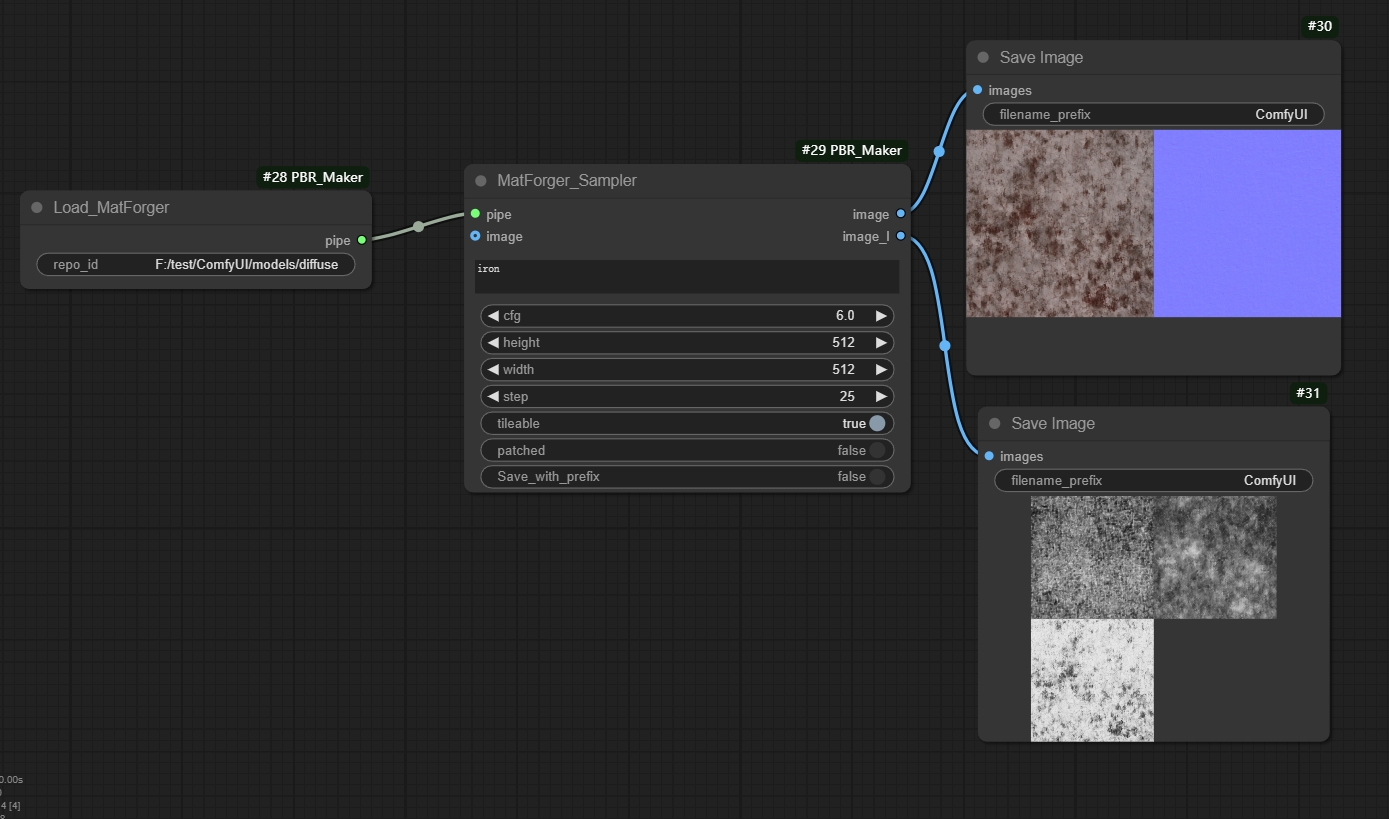 #28 PBR_Maker
Load_MatForger
pipe
repo_id F:/test/ComfyUI/models/diffuse
#29 PBR_Maker
MatForger_Sampler
pipe image
image image_l
iron
cfg 6.0
height 512
width 512
step 25
tileable true
patched false
Save_with_prefix false
#30
Save Image
images
filename_prefix ComfyUI
#31
Save Image
images
filename_prefix ComfyUI
0.00s
4 [4]